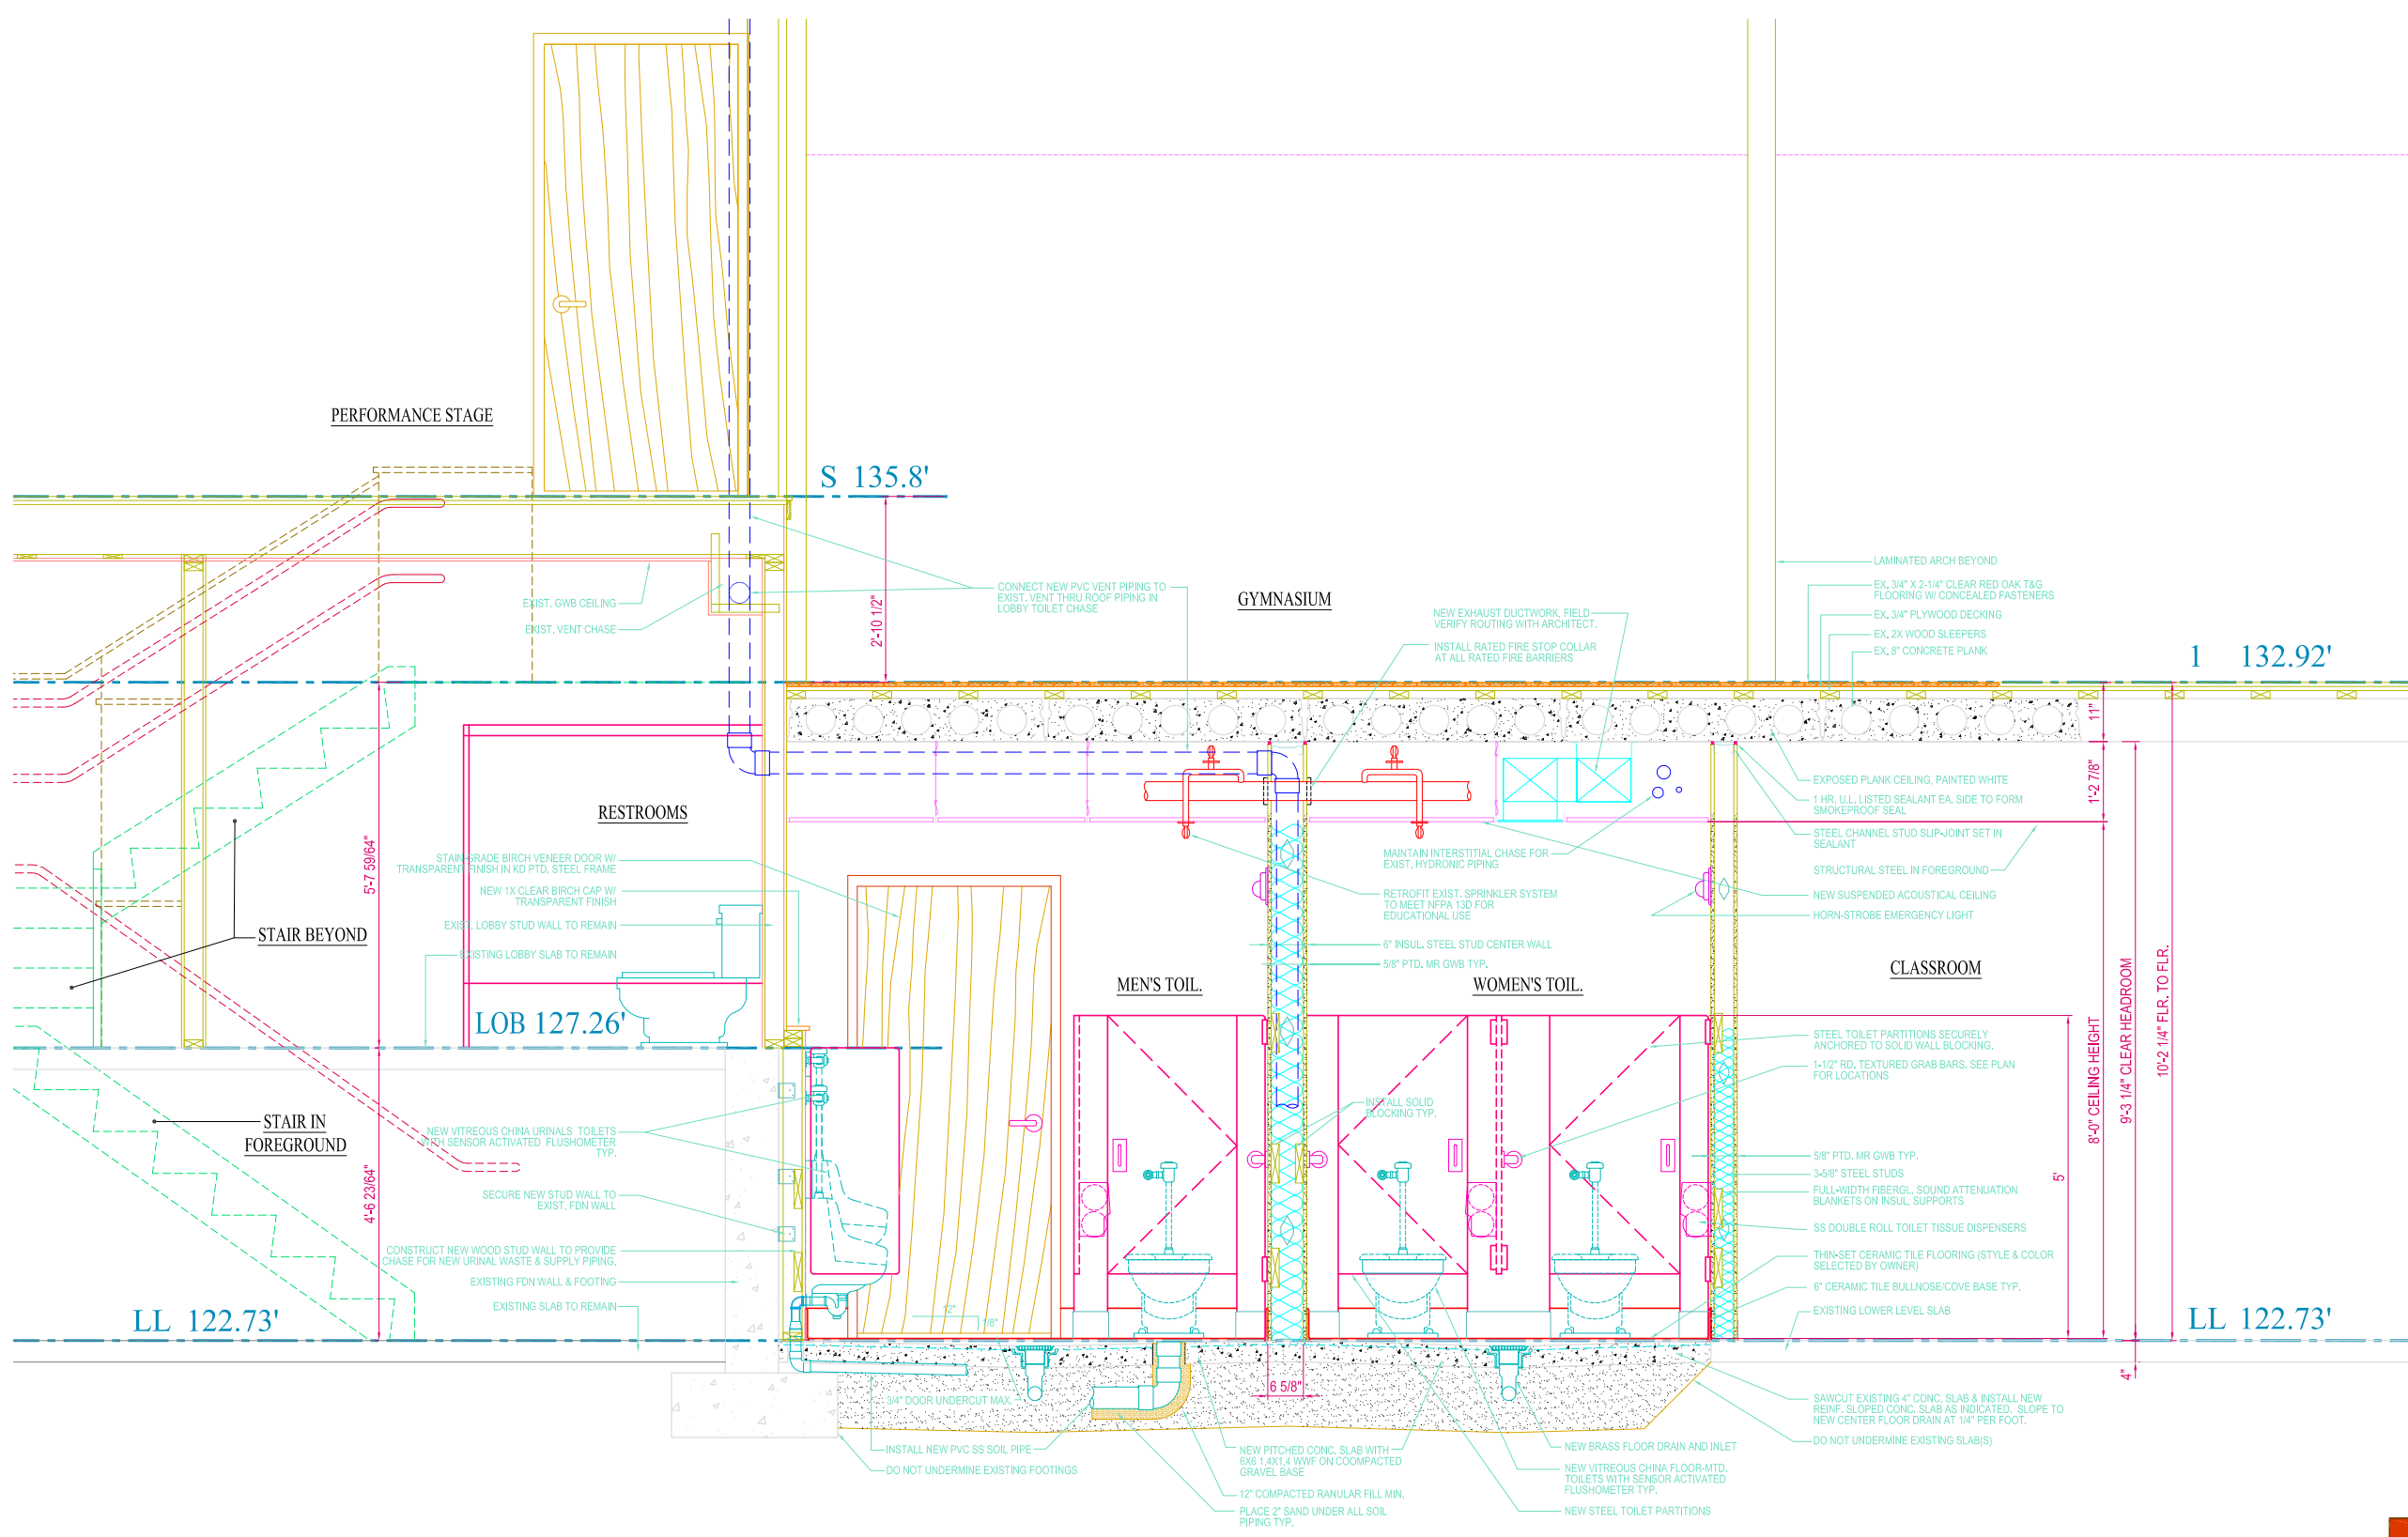 PERFORMANCE STAGE
S 135.8'
2'-10 1/2"
EXIST. GWB CEILING
EXIST. VENT CHASE
CONNECT NEW PVC VENT PIPING TO
EXIST. VENT THRU ROOF PIPING IN
LOBBY TOILET CHASE
GYMNASIUM
NEW EXHAUST DUCTWORK, FIELD
VERIFY ROUTING WITH ARCHITECT.
INSTALL RATED FIRE STOP COLLAR
AT ALL RATED FIRE BARRIERS
LAMINATED ARCH BEYOND
EX. 3/4" X 2-1/4" CLEAR RED OAK T&G
FLOORING W/ CONCEALED FASTENERS
EX. 3/4" PLYWOOD DECKING
EX. 2X WOOD SLEEPERS
EX. 8" CONCRETE PLANK
1 132.92'
11"
1'-2 7/8"
RESTROOMS
5'-7 59/64"
STAIN GRADE BIRCH VENEER DOOR W/
TRANSPARENT FINISH IN KD PTD. STEEL FRAME
NEW 1X CLEAR BIRCH CAP W/
TRANSPARENT FINISH
EXIST. LOBBY STUD WALL TO REMAIN
EXISTING LOBBY SLAB TO REMAIN
STAIR BEYOND
LOB 127.26'
MAINTAIN INTERSTITIAL CHASE FOR
EXIST. HYDRONIC PIPING
RETROFIT EXIST. SPRINKLER SYSTEM
TO MEET NFPA 13D FOR
EDUCATIONAL USE
6" INSUL. STEEL STUD CENTER WALL
5/8" PTD. MR GWB TYP.
MEN'S TOIL.
WOMEN'S TOIL.
CLASSROOM
EXPOSED PLANK CEILING, PAINTED WHITE
1 HR. U.L. LISTED SEALANT EA. SIDE TO FORM
SMOKEPROOF SEAL
STEEL CHANNEL STUD SLIP-JOINT SET IN
SEALANT
STRUCTURAL STEEL IN FOREGROUND
NEW SUSPENDED ACOUSTICAL CEILING
HORN-STROBE EMERGENCY LIGHT
STEEL TOILET PARTITIONS SECURELY
ANCHORED TO SOLID WALL BLOCKING.
1-1/2" RD. TEXTURED GRAB BARS. SEE PLAN
FOR LOCATIONS
INSTALL SOLID
BLOCKING TYP.
8'-0" CEILING HEIGHT
9'-3 1/4" CLEAR HEADROOM
10'-2 1/4" FLR. TO FLR.
5'
STAIR IN
FOREGROUND
4'-6 23/64"
NEW VITREOUS CHINA URINALS TOILETS
WITH SENSOR ACTIVATED FLUSHOMETER
TYP.
SECURE NEW STUD WALL TO
EXIST. FDN WALL
CONSTRUCT NEW WOOD STUD WALL TO PROVIDE
CHASE FOR NEW URINAL WASTE & SUPPLY PIPING.
EXISTING FDN WALL & FOOTING
EXISTING SLAB TO REMAIN
5/8" PTD. MR GWB TYP.
3-5/8" STEEL STUDS
FULL-WIDTH FIBERGL. SOUND ATTENUATION
BLANKETS ON INSUL. SUPPORTS
SS DOUBLE ROLL TOILET TISSUE DISPENSERS
THIN-SET CERAMIC TILE FLOORING (STYLE & COLOR
SELECTED BY OWNER)
6" CERAMIC TILE BULLNOSE/COVE BASE TYP.
EXISTING LOWER LEVEL SLAB
12"
1/8"
LL 122.73'
LL 122.73'
4"
6 5/8"
3/4" DOOR UNDERCUT MAX.
INSTALL NEW PVC SS SOIL PIPE
DO NOT UNDERMINE EXISTING FOOTINGS
NEW PITCHED CONC. SLAB WITH
6X6 1.4X1.4 WWF ON COOMPACTED
GRAVEL BASE
12" COMPACTED RANULAR FILL MIN.
PLACE 2" SAND UNDER ALL SOIL
PIPING TYP.
NEW BRASS FLOOR DRAIN AND INLET
NEW VITREOUS CHINA FLOOR-MTD.
TOILETS WITH SENSOR ACTIVATED
FLUSHOMETER TYP.
NEW STEEL TOILET PARTITIONS
SAWCUT EXISTING 4" CONC. SLAB & INSTALL NEW
REINF. SLOPED CONC. SLAB AS INDICATED. SLOPE TO
NEW CENTER FLOOR DRAIN AT 1/4" PER FOOT.
DO NOT UNDERMINE EXISTING SLAB(S)